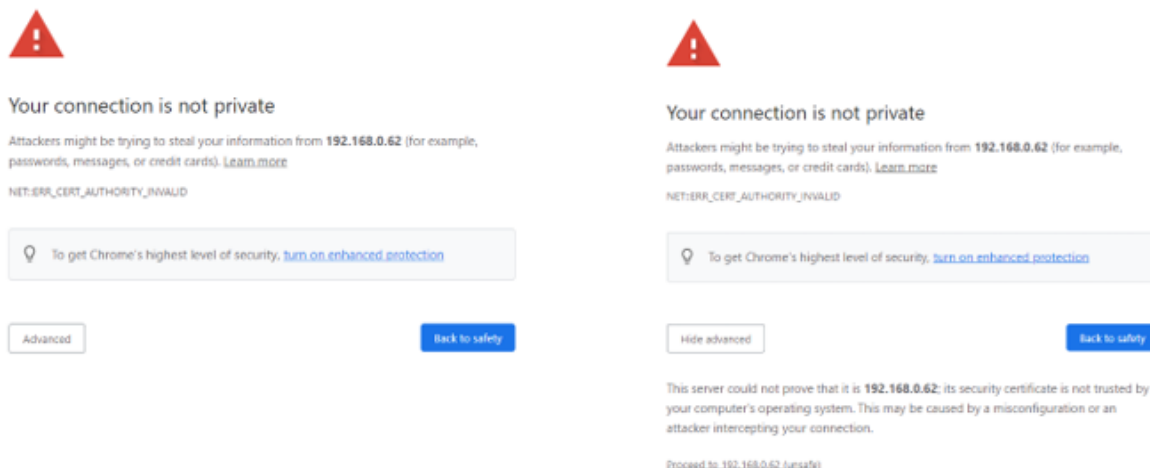 Your connection is not private
Attackers might be trying to steal your information from 192.168.0.62 (for example,
passwords, messages, or credit cards). Learn more
NET::ERR_CERT_AUTHORITY_INVALID
To get Chrome's highest level of security, turn on enhanced protection
Advanced
Back to safety
Your connection is not private
Attackers might be trying to steal your information from 192.168.0.62 (for example,
passwords, messages, or credit cards). Learn more
NET::ERR_CERT_AUTHORITY_INVALID
To get Chrome's highest level of security, turn on enhanced protection
Hide advanced
Back to safety
This server could not prove that it is 192.168.0.62; its security certificate is not trusted by
your computer's operating system. This may be caused by a misconfiguration or an
attacker intercepting your connection.
Proceed to 192.168.0.62 (unsafe)